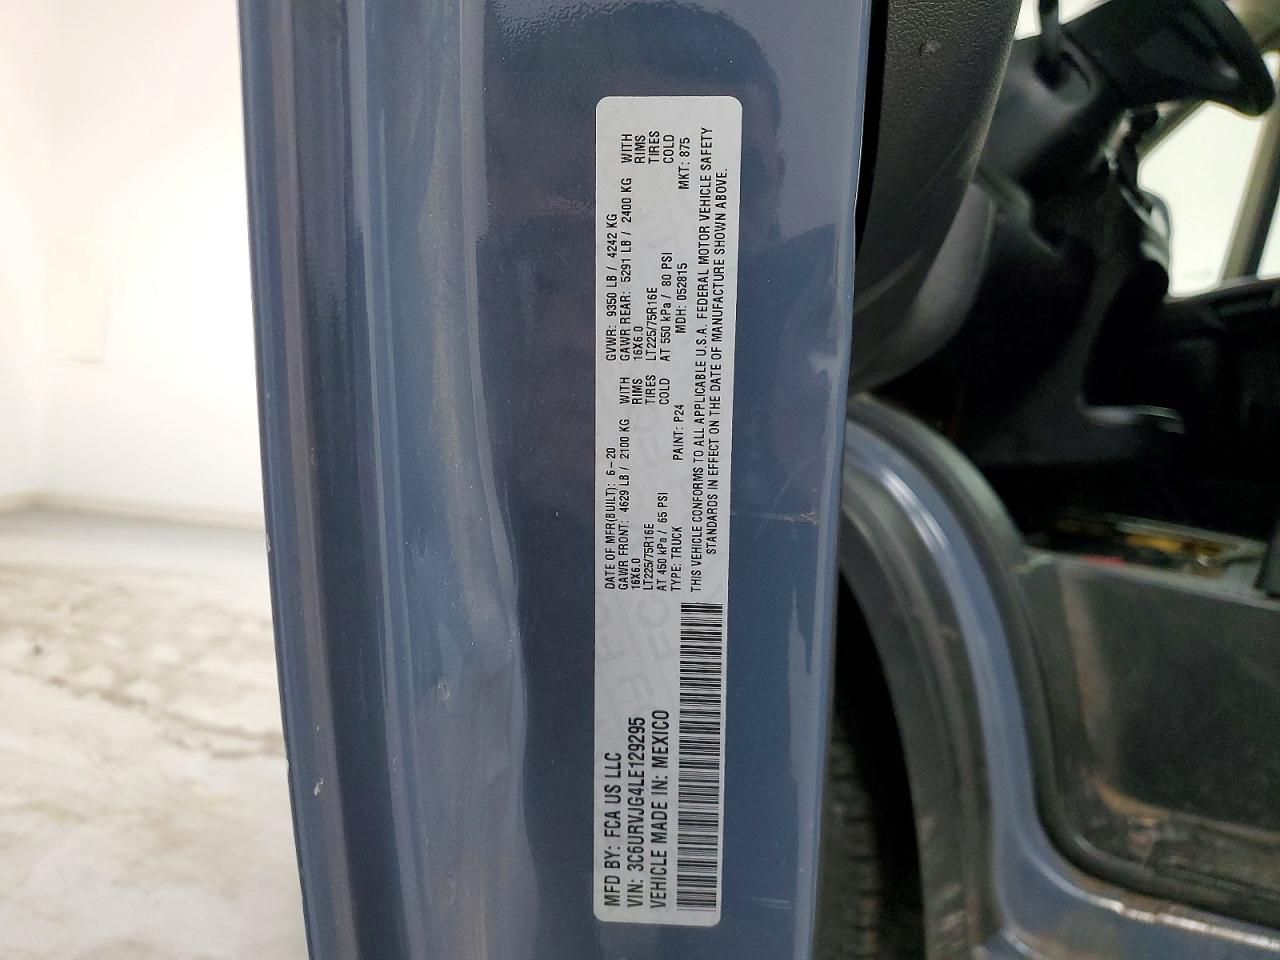 MFD BY: FCA US LLC
VIN: 3C6URVJG4LE129295
VEHICLE MADE IN: MEXICO
DATE OF MFR(BUILT): 6-20 GVWR: 9350 LB / 4242 KG
GAWR FRONT: 4629 LB / 2100 KG WITH GAWR REAR: 5291 LB / 2400 KG WITH
16X6.0 RIMS 16X6.0 RIMS
LT225/75R16E TIRES LT225/75R16E TIRES
AT 450 kPa / 65 PSI COLD AT 550 kPa / 80 PSI COLD
TYPE: TRUCK PAINT: P24 MDH: 052815 MKT: 875
THIS VEHICLE CONFORMS TO ALL APPLICABLE U.S.A. FEDERAL MOTOR VEHICLE SAFETY
STANDARDS IN EFFECT ON THE DATE OF MANUFACTURE SHOWN ABOVE.